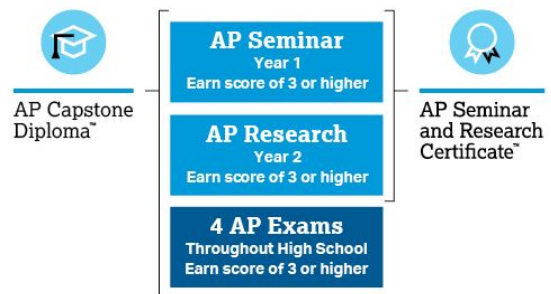 AP Capstone
Diploma™
AP Seminar
Year 1
Earn score of 3 or higher
AP Research
Year 2
Earn score of 3 or higher
4 AP Exams
Throughout High School
Earn score of 3 or higher
AP Seminar
and Research
Certificate™